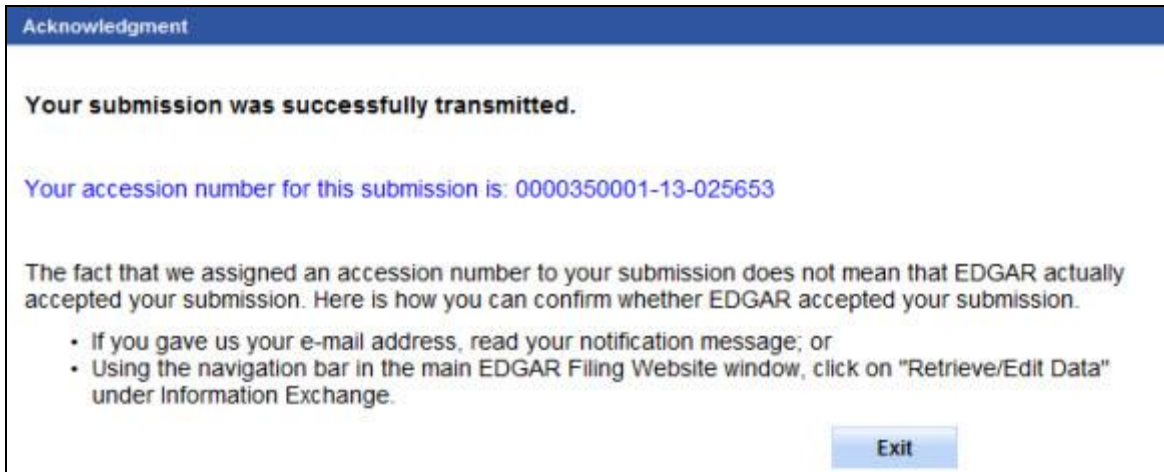 Acknowledgment
Your submission was successfully transmitted.
Your accession number for this submission is: 0000350001-13-025653
The fact that we assigned an accession number to your submission does not mean that EDGAR actually
accepted your submission. Here is how you can confirm whether EDGAR accepted your submission.
• If you gave us your e-mail address, read your notification message; or
• Using the navigation bar in the main EDGAR Filing Website window, click on "Retrieve/Edit Data"
under Information Exchange.
Exit